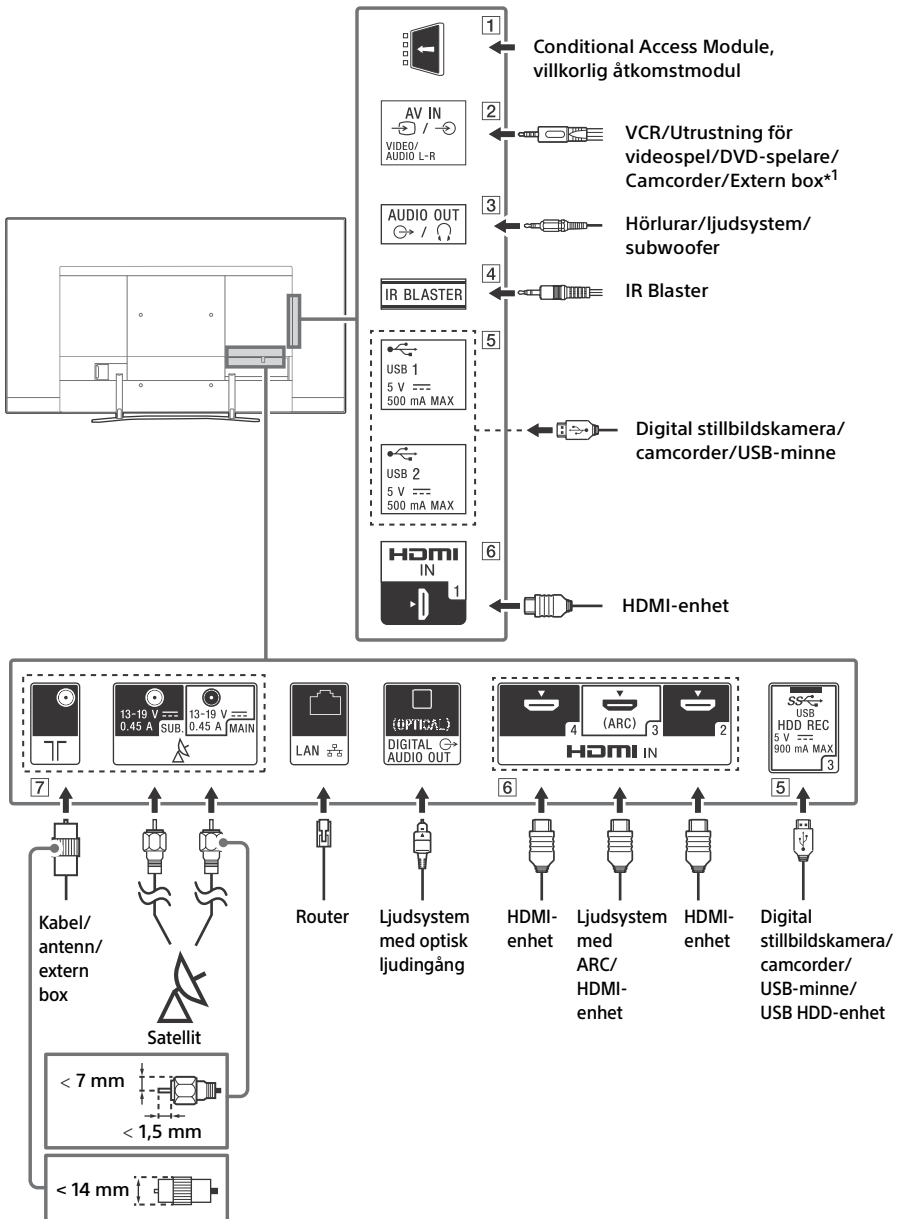 1
Conditional Access Module,
villkorlig åtkomstmodul
AV IN
/
VIDEO/
AUDIO L-R
2
VCR/Utrustning för
videospel/DVD-spelare/
Camcorder/Extern box*1
AUDIO OUT
/
3
Hörlurar/ljudsystem/
subwoofer
4
IR BLASTER
IR Blaster
5
USB 1
5 V
500 mA MAX
Digital stillbildskamera/
camcorder/USB-minne
USB 2
5 V
500 mA MAX
HDMI
IN
1
6
HDMI-enhet
13-19 V
0.45 A
SUB.
13-19 V
0.45 A
MAIN
LAN
(OPTICAL)
DIGITAL
AUDIO OUT
4
(ARC)
3
2
HDMI IN
SS
USB
HDD REC
5 V
900 mA MAX
3
7
6
5
Kabel/
antenn/
extern
box
Satellit
Router
Ljudsystem
med optisk
ljudingång
HDMI-
enhet
Ljudsystem
med
ARC/
HDMI-
enhet
HDMI-
enhet
Digital
stillbildskamera/
camcorder/
USB-minne/
USB HDD-enhet
< 7 mm
< 1,5 mm
< 14 mm